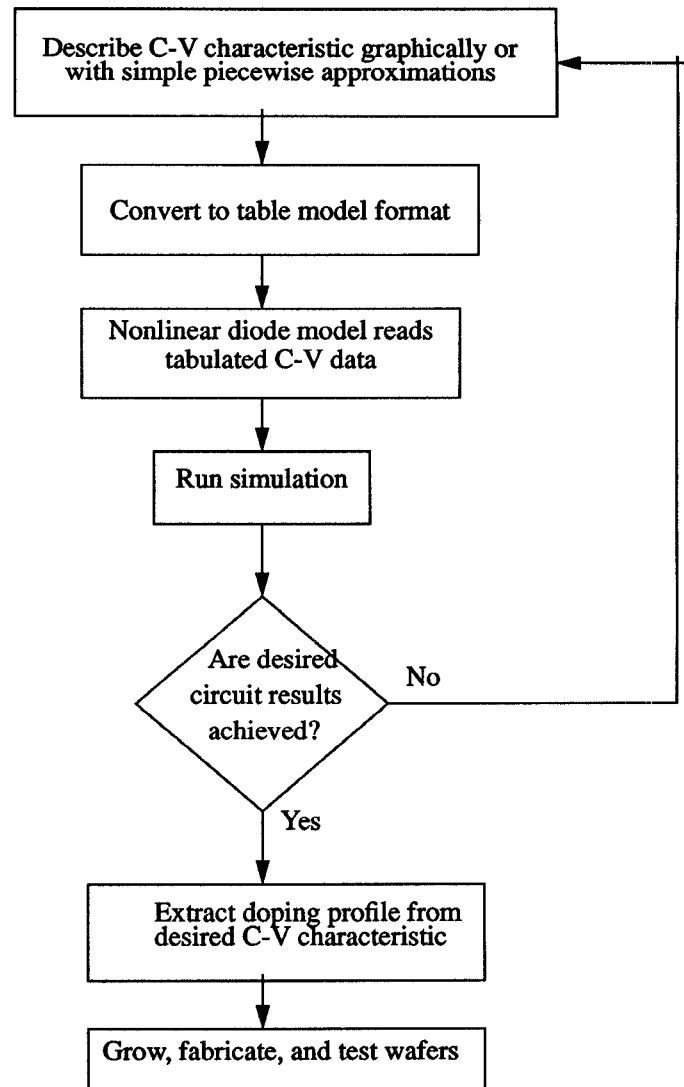 Describe C-V characteristic graphically or
with simple piecewise approximations
Convert to table model format
Nonlinear diode model reads
tabulated C-V data
Run simulation
Are desired
circuit results
achieved?
No
Yes
Extract doping profile from
desired C-V characteristic
Grow, fabricate, and test wafers